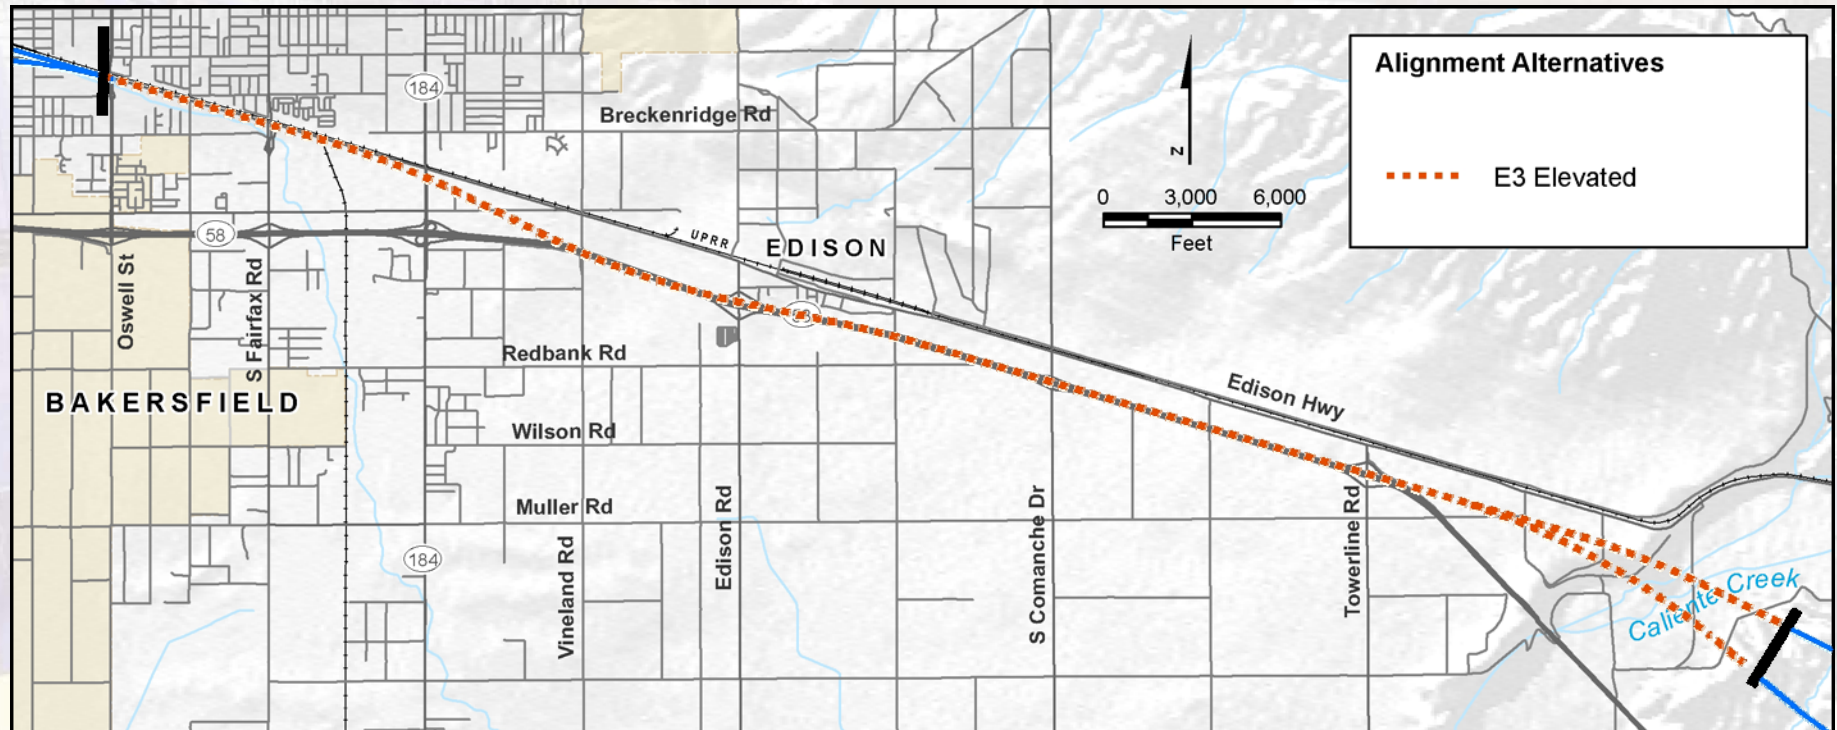 Alignment Alternatives
E3 Elevated
N
0 3,000 6,000
Feet
184
Breckenridge Rd
58
UPRR
EDISON
Oswell St
S Fairfax Rd
BAKERSFIELD
Redbank Rd
Edison Hwy
Wilson Rd
Muller Rd
184
Vineland Rd
Edison Rd
S Comanche Dr
Towerline Rd
Caliente Creek